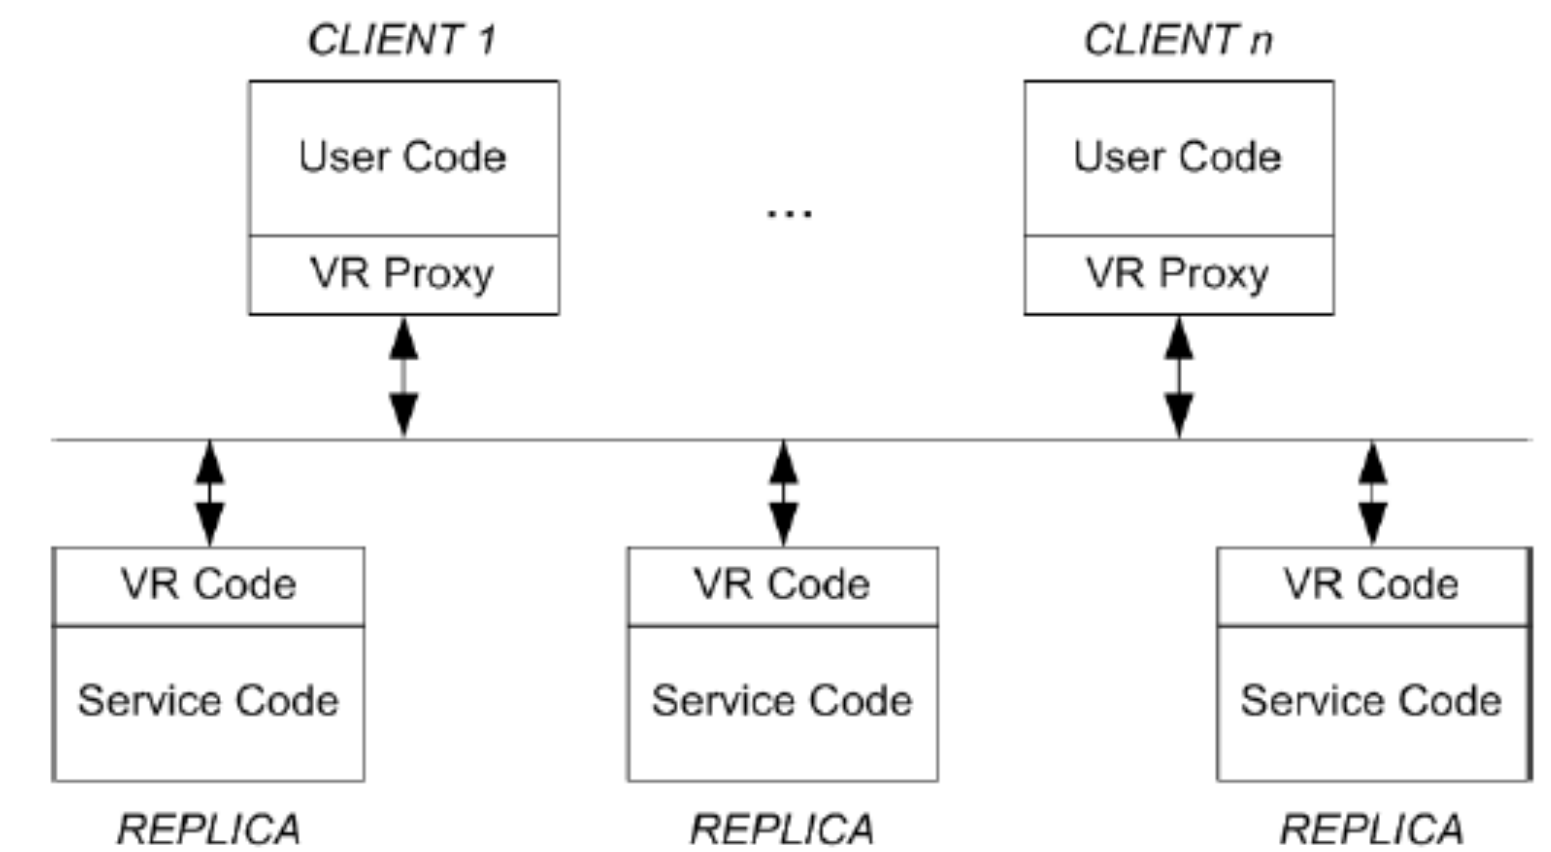 CLIENT 1
CLIENT n
User Code
User Code
...
VR Proxy
VR Proxy
VR Code
VR Code
VR Code
Service Code
Service Code
Service Code
REPLICA
REPLICA
REPLICA